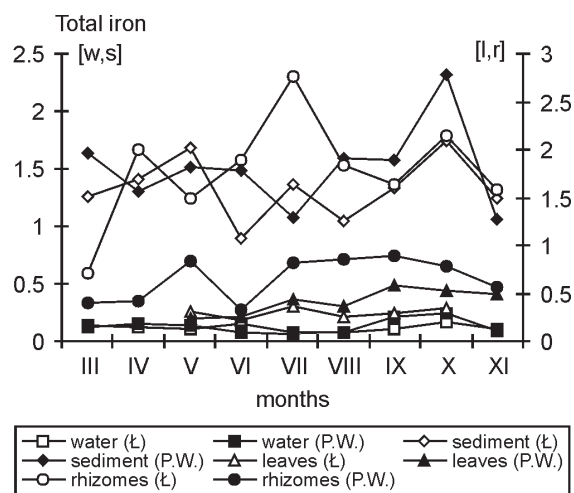 Total iron
[w,s] [l,r]
2.5 3
2.5
2
2
1.5
1.5
1
1
0.5
0.5
0 0
III IV V VI VII VIII IX X XI
months
water (Ł) water (P.W.) sediment (Ł)
sediment (P.W.) leaves (Ł) leaves (P.W.)
rhizomes (Ł) rhizomes (P.W.)